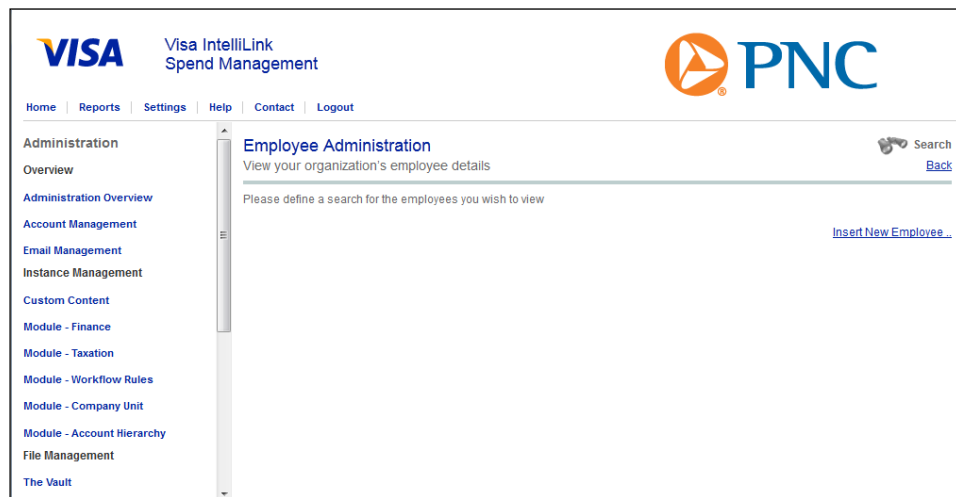 VISA
Visa IntelliLink
Spend Management
PNC
Home | Reports | Settings | Help | Contact | Logout
Administration
Overview
Administration Overview
Account Management
Email Management
Instance Management
Custom Content
Module - Finance
Module - Taxation
Module - Workflow Rules
Module - Company Unit
Module - Account Hierarchy
File Management
The Vault
Employee Administration
View your organization's employee details
Search
Back
Please define a search for the employees you wish to view
Insert New Employee ..